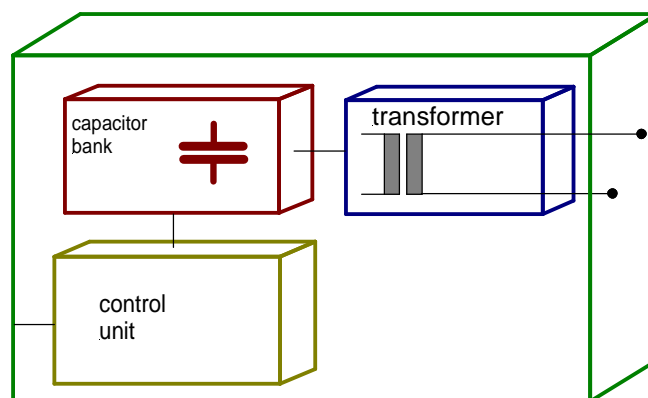 capacitor
bank
transformer
control
unit